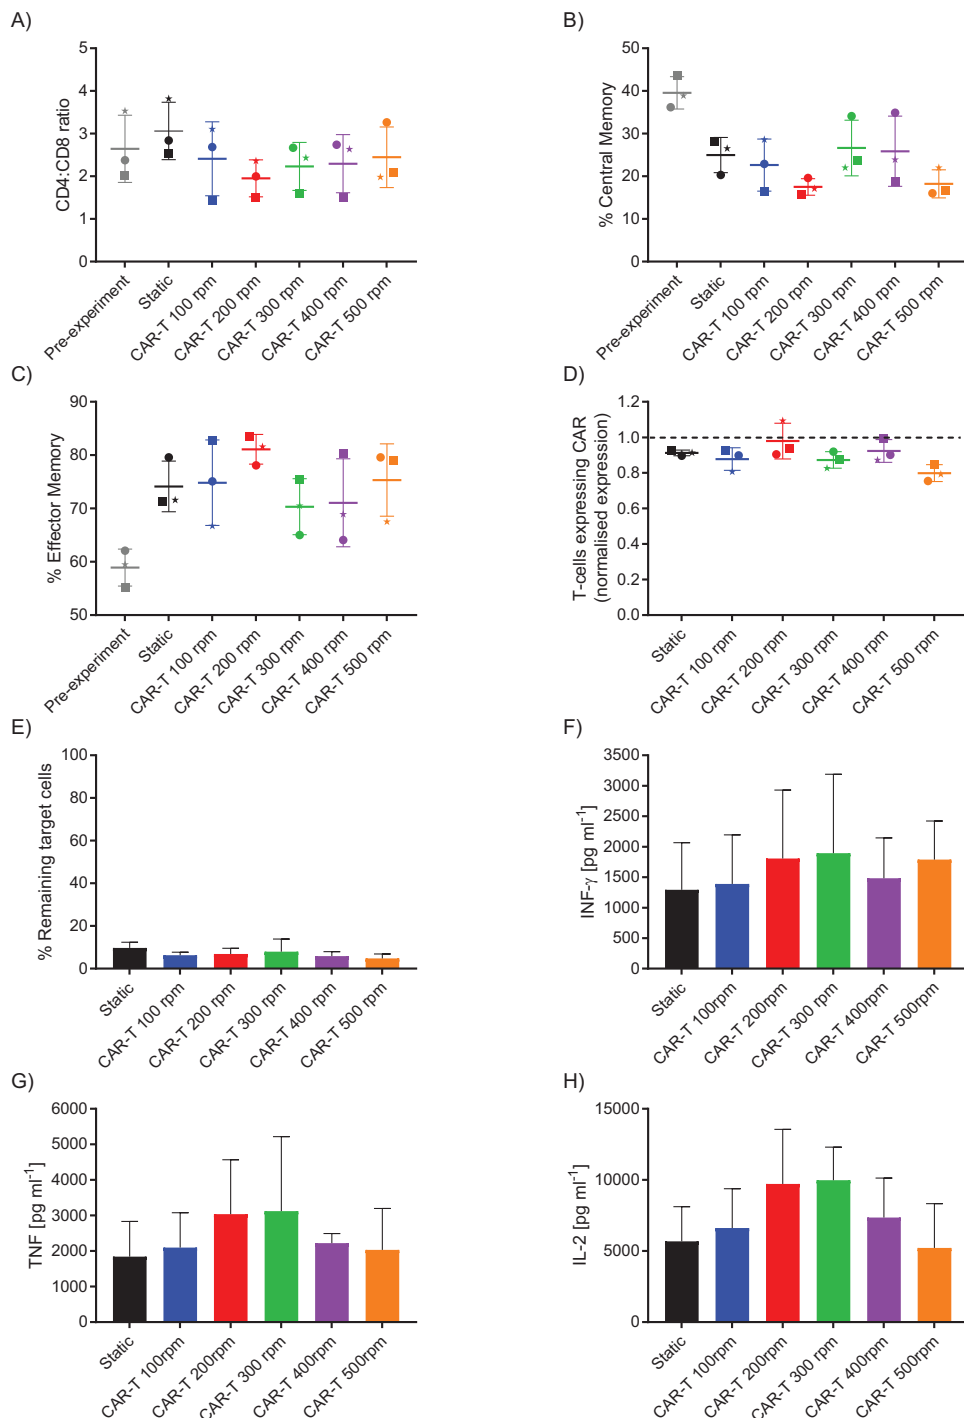 A)
CD4:CD8 ratio
5
4
3
2
1
0
Pre-experiment
Static
CAR-T 100 rpm
CAR-T 200 rpm
CAR-T 300 rpm
CAR-T 400 rpm
CAR-T 500 rpm
B)
% Central Memory
50
40
30
20
10
0
Pre-experiment
Static
CAR-T 100 rpm
CAR-T 200 rpm
CAR-T 300 rpm
CAR-T 400 rpm
CAR-T 500 rpm
C)
% Effector Memory
90
80
70
60
50
Pre-experiment
Static
CAR-T 100 rpm
CAR-T 200 rpm
CAR-T 300 rpm
CAR-T 400 rpm
CAR-T 500 rpm
D)
T-cells expressing CAR
(normalised expression)
1.2
1.0
0.8
0.6
0.4
0.2
0.0
Static
CAR-T 100 rpm
CAR-T 200 rpm
CAR-T 300 rpm
CAR-T 400 rpm
CAR-T 500 rpm
E)
% Remaining target cells
100
80
60
40
20
0
Static
CAR-T 100 rpm
CAR-T 200 rpm
CAR-T 300 rpm
CAR-T 400 rpm
CAR-T 500 rpm
F)
INF-γ [pg ml⁻¹]
3500
3000
2500
2000
1500
1000
500
0
Static
CAR-T 100rpm
CAR-T 200rpm
CAR-T 300 rpm
CAR-T 400rpm
CAR-T 500rpm
G)
TNF [pg ml⁻¹]
6000
5000
4000
3000
2000
1000
0
Static
CAR-T 100rpm
CAR-T 200rpm
CAR-T 300 rpm
CAR-T 400rpm
CAR-T 500rpm
H)
IL-2 [pg ml⁻¹]
15000
10000
5000
0
Static
CAR-T 100rpm
CAR-T 200rpm
CAR-T 300 rpm
CAR-T 400rpm
CAR-T 500rpm